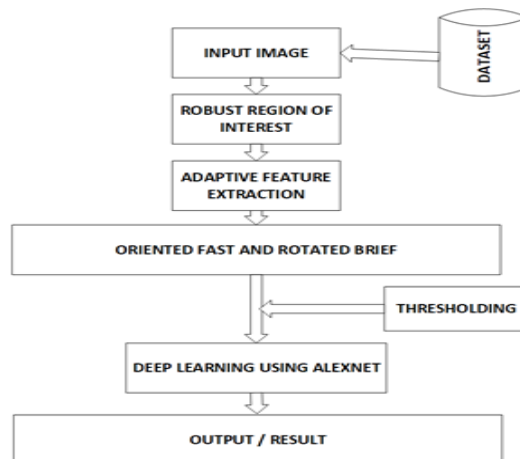 INPUT IMAGE
DATASET
ROBUST REGION OF
INTEREST
ADAPTIVE FEATURE
EXTRACTION
ORIENTED FAST AND ROTATED BRIEF
THRESHOLDING
DEEP LEARNING USING ALEXNET
OUTPUT / RESULT